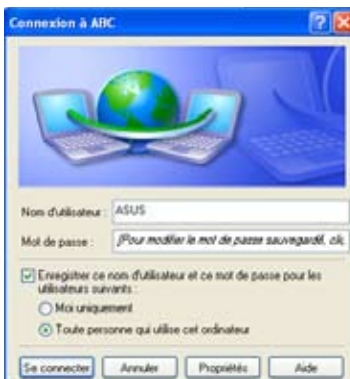 Connexion à ABC
Nom d'utilisateur : ASUS
Mot de passe : [Pour modifier le mot de passe sauvegardé, clic
Enregistrer ce nom d'utilisateur et ce mot de passe pour les
utilisateurs suivants :
Moi uniquement
Toute personne qui utilise cet ordinateur
Se connecter Annuler Propriétés Aide